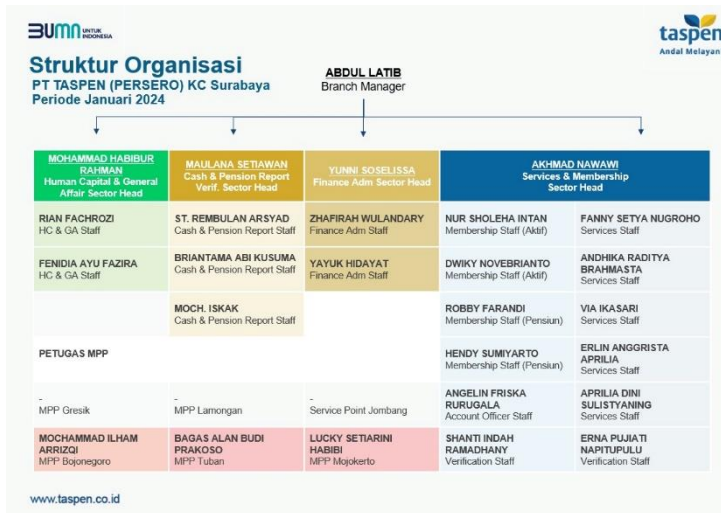 BUMN UNTUK
INDONESIA
taspen
Andal Melayani
Struktur Organisasi
PT TASPEN (PERSERO) KC Surabaya
Periode Januari 2024
ABDUL LATIB
Branch Manager
MOHAMMAD HABIBUR
RAHMAN
Human Capital & General
Affair Sector Head
MAULANA SETIAWAN
Cash & Pension Report
Verif. Sector Head
YUNNI SOSELISSA
Finance Adm Sector Head
AKHMAD NAWAWI
Services & Membership
Sector Head
RIAN FACHROZI
HC & GA Staff
ST. REMBULAN ARSYAD
Cash & Pension Report Staff
ZHAFIRAH WULANDARY
Finance Adm Staff
NUR SHOLEHA INTAN
Membership Staff (Aktif)
FANNY SETYA NUGROHO
Services Staff
FENIDIA AYU FAZIRA
HC & GA Staff
BRIANTAMA ABI KUSUMA
Cash & Pension Report Staff
YAYUK HIDAYAT
Finance Adm Staff
DWIKY NOVEBRIANTO
Membership Staff (Aktif)
ANDHIKA RADITYA
BRAHMASTA
Services Staff
MOCH. ISKAK
Cash & Pension Report Staff
ROBBY FARANDI
Membership Staff (Pensiun)
VIA IKASARI
Services Staff
PETUGAS MPP
HENDY SUMIYARTO
Membership Staff (Pensiun)
ERLIN ANGGRISTA
APRILIA
Services Staff
-
MPP Gresik
-
MPP Lamongan
-
Service Point Jombang
ANGELIN FRISKA
RURUGALA
Account Officer Staff
APRILIA DINI
SULISTYANING
Services Staff
MOCHAMMAD ILHAM
ARRIZQI
MPP Bojonegoro
BAGAS ALAN BUDI
PRAKOSO
MPP Tuban
LUCKY SETIARINI
HABIBI
MPP Mojokerto
SHANTI INDAH
RAMADHANY
Verification Staff
ERNA PUJIATI
NAPITUPULU
Verification Staff
www.taspen.co.id